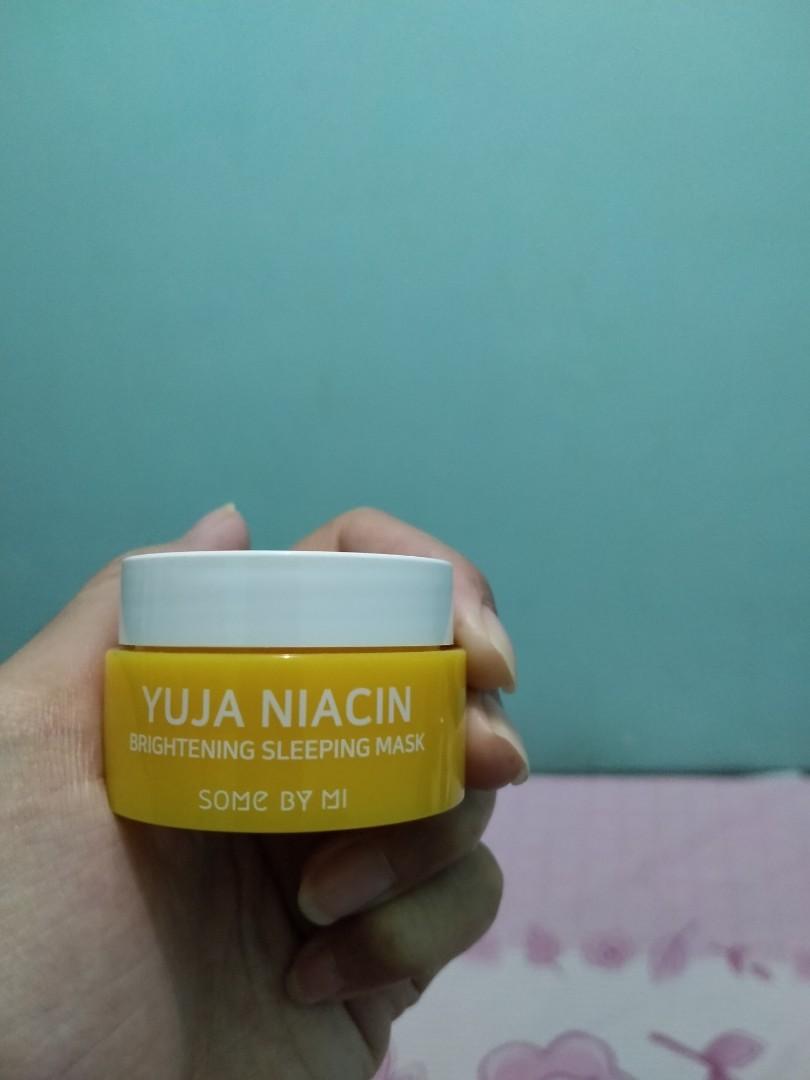 YUJA NIACIN
BRIGHTENING SLEEPING MASK
SOME BY MI